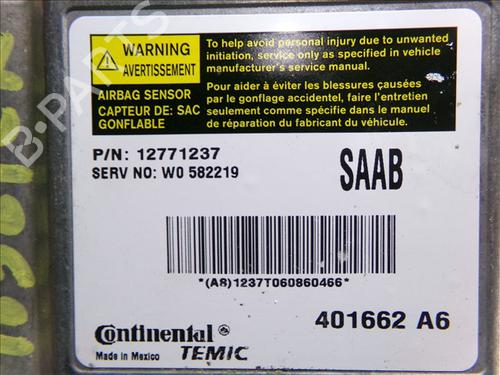 WARNING
AVERTISSEMENT
To help avoid personal injury due to unwanted
initiation, service only as specified in vehicle
manufacturer's service manual.
AIRBAG SENSOR
CAPTEUR DE: SAC
GONFLABLE
Pour aider à éviter les blessures çausées
par le gonflage accidentel, faire l'entretien
seulement comme spécifié dans le manuel
de réparation du fabricant du véhicule.
P/N: 12771237
SERV NO: W0 582219
SAAB
*(A8)1237T060860466*
Continental
TEMIC
Made in Mexico
401662 A6
B-PARTS